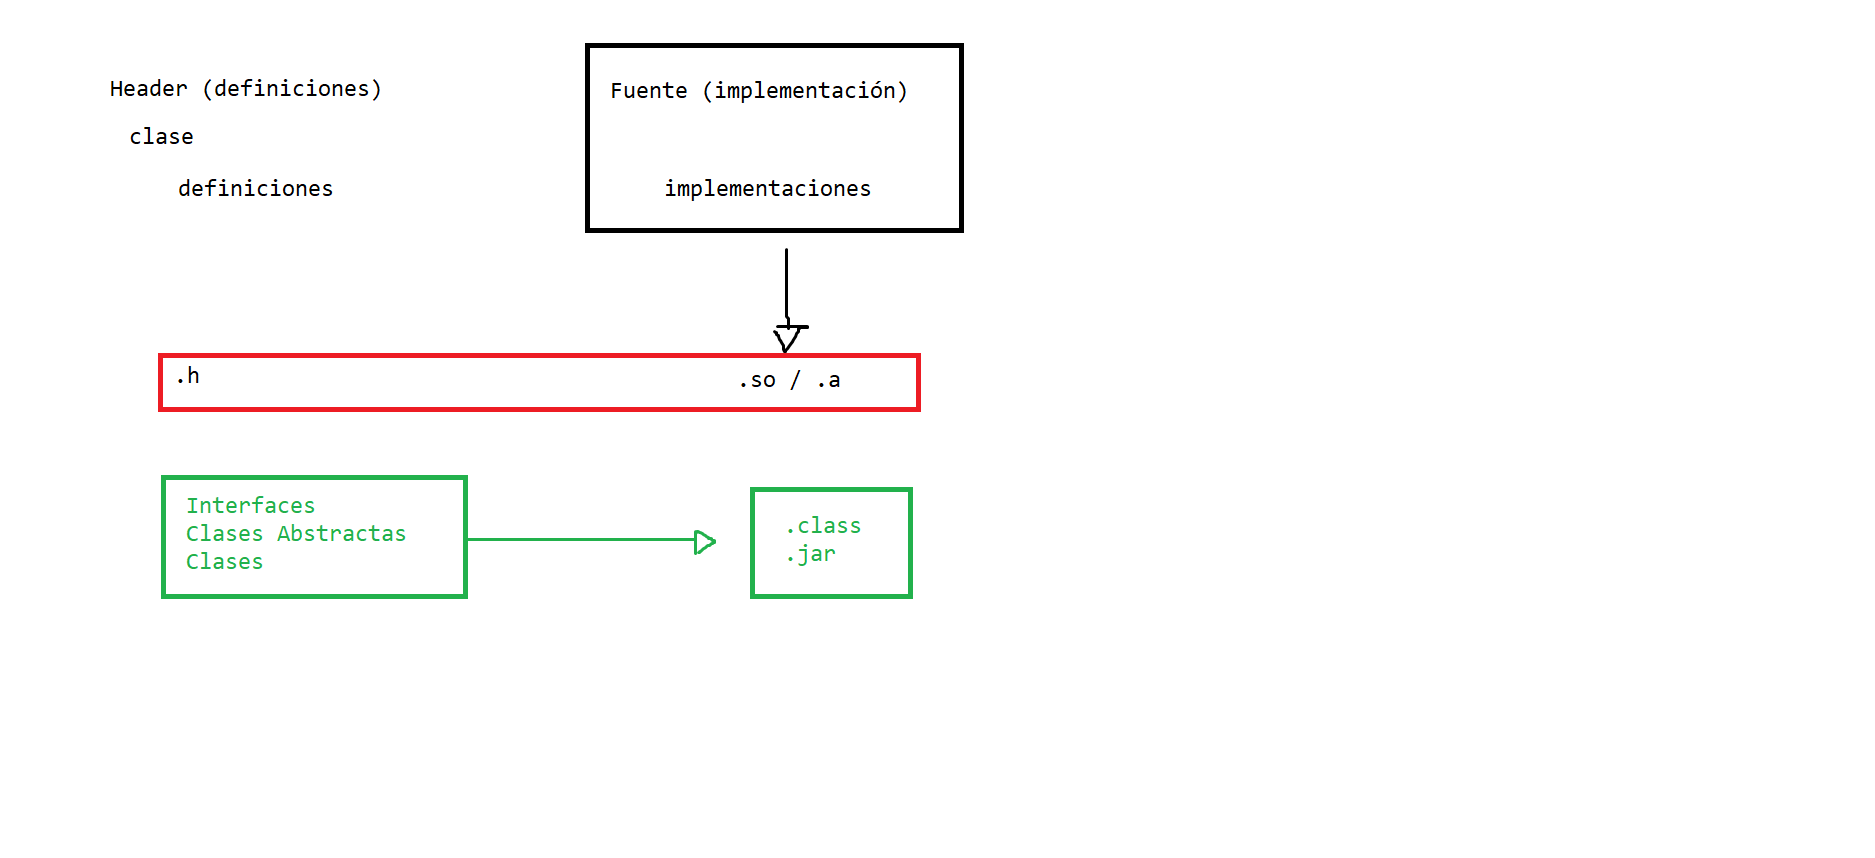 Header (definiciones)
clase
definiciones
Fuente (implementación)
implementaciones
.h
.so / .a
Interfaces
Clases Abstractas
Clases
.class
.jar